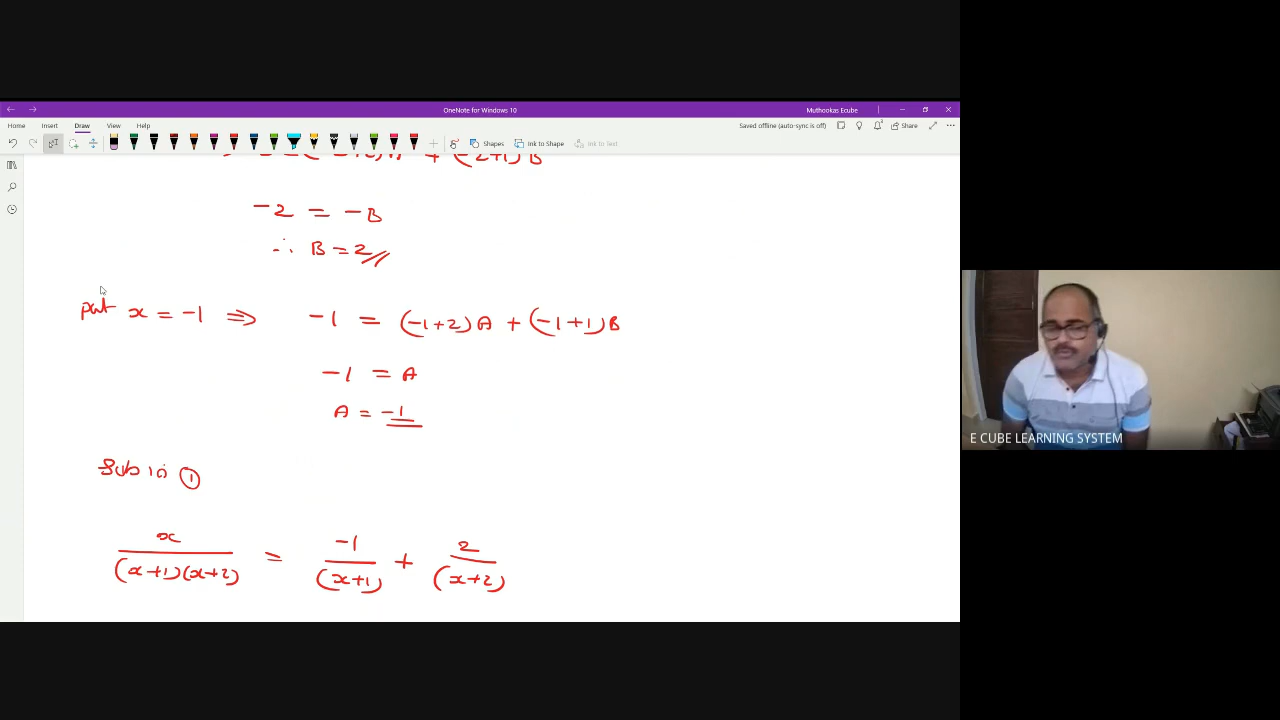 OneNote for Windows 10
Muthookas Ecube
Home Insert Draw View Help
Saved offline (auto-sync is off)
Share
Shapes
Ink to Shape
Ink to Text
+ (-2+1)B
-2 = -B
∴ B = 2
put x = -1 ⇒ -1 = (-1+2)A + (-1+1)B
-1 = A
A = -1
Sub in ①
x/((x+1)(x+2)) = -1/(x+1) + 2/(x+2)
E CUBE LEARNING SYSTEM